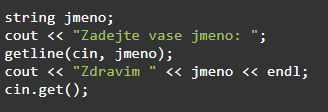 string jmeno;
cout << "Zadejte vase jmeno: ";
getline(cin, jmeno);
cout << "Zdravim " << jmeno << endl;
cin.get();